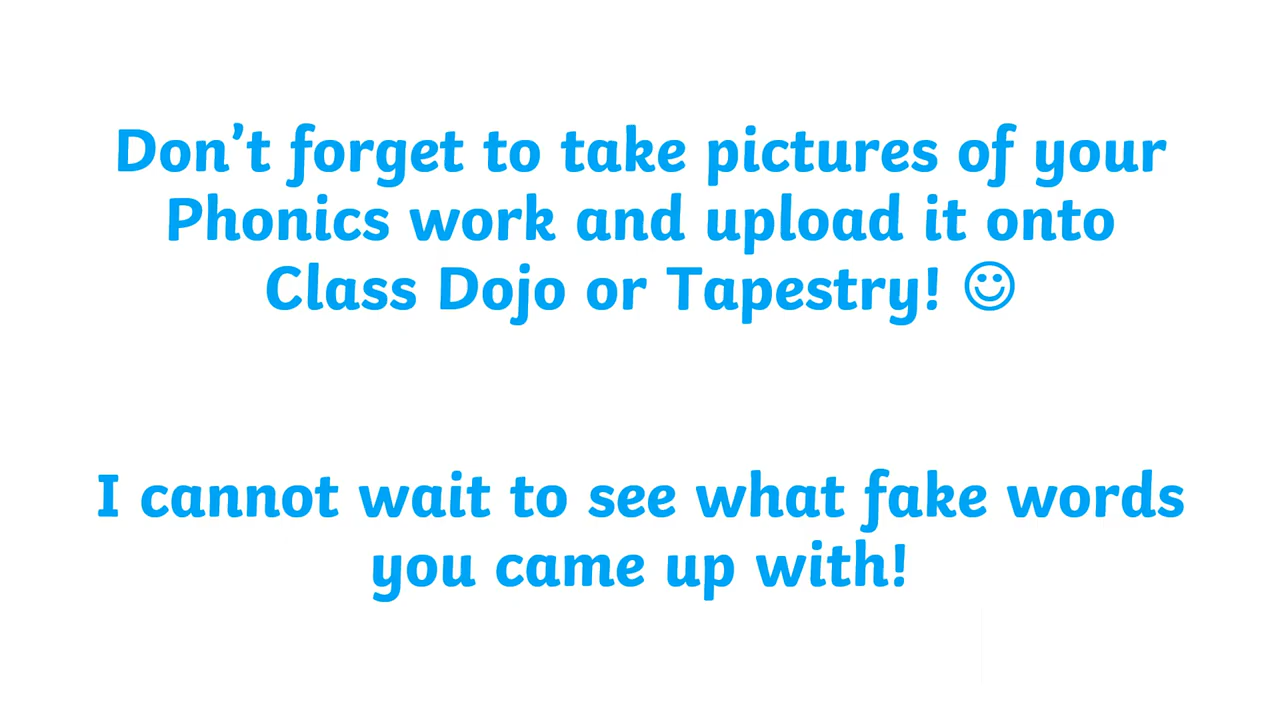 Don’t forget to take pictures of your
Phonics work and upload it onto
Class Dojo or Tapestry! ☺
I cannot wait to see what fake words
you came up with!